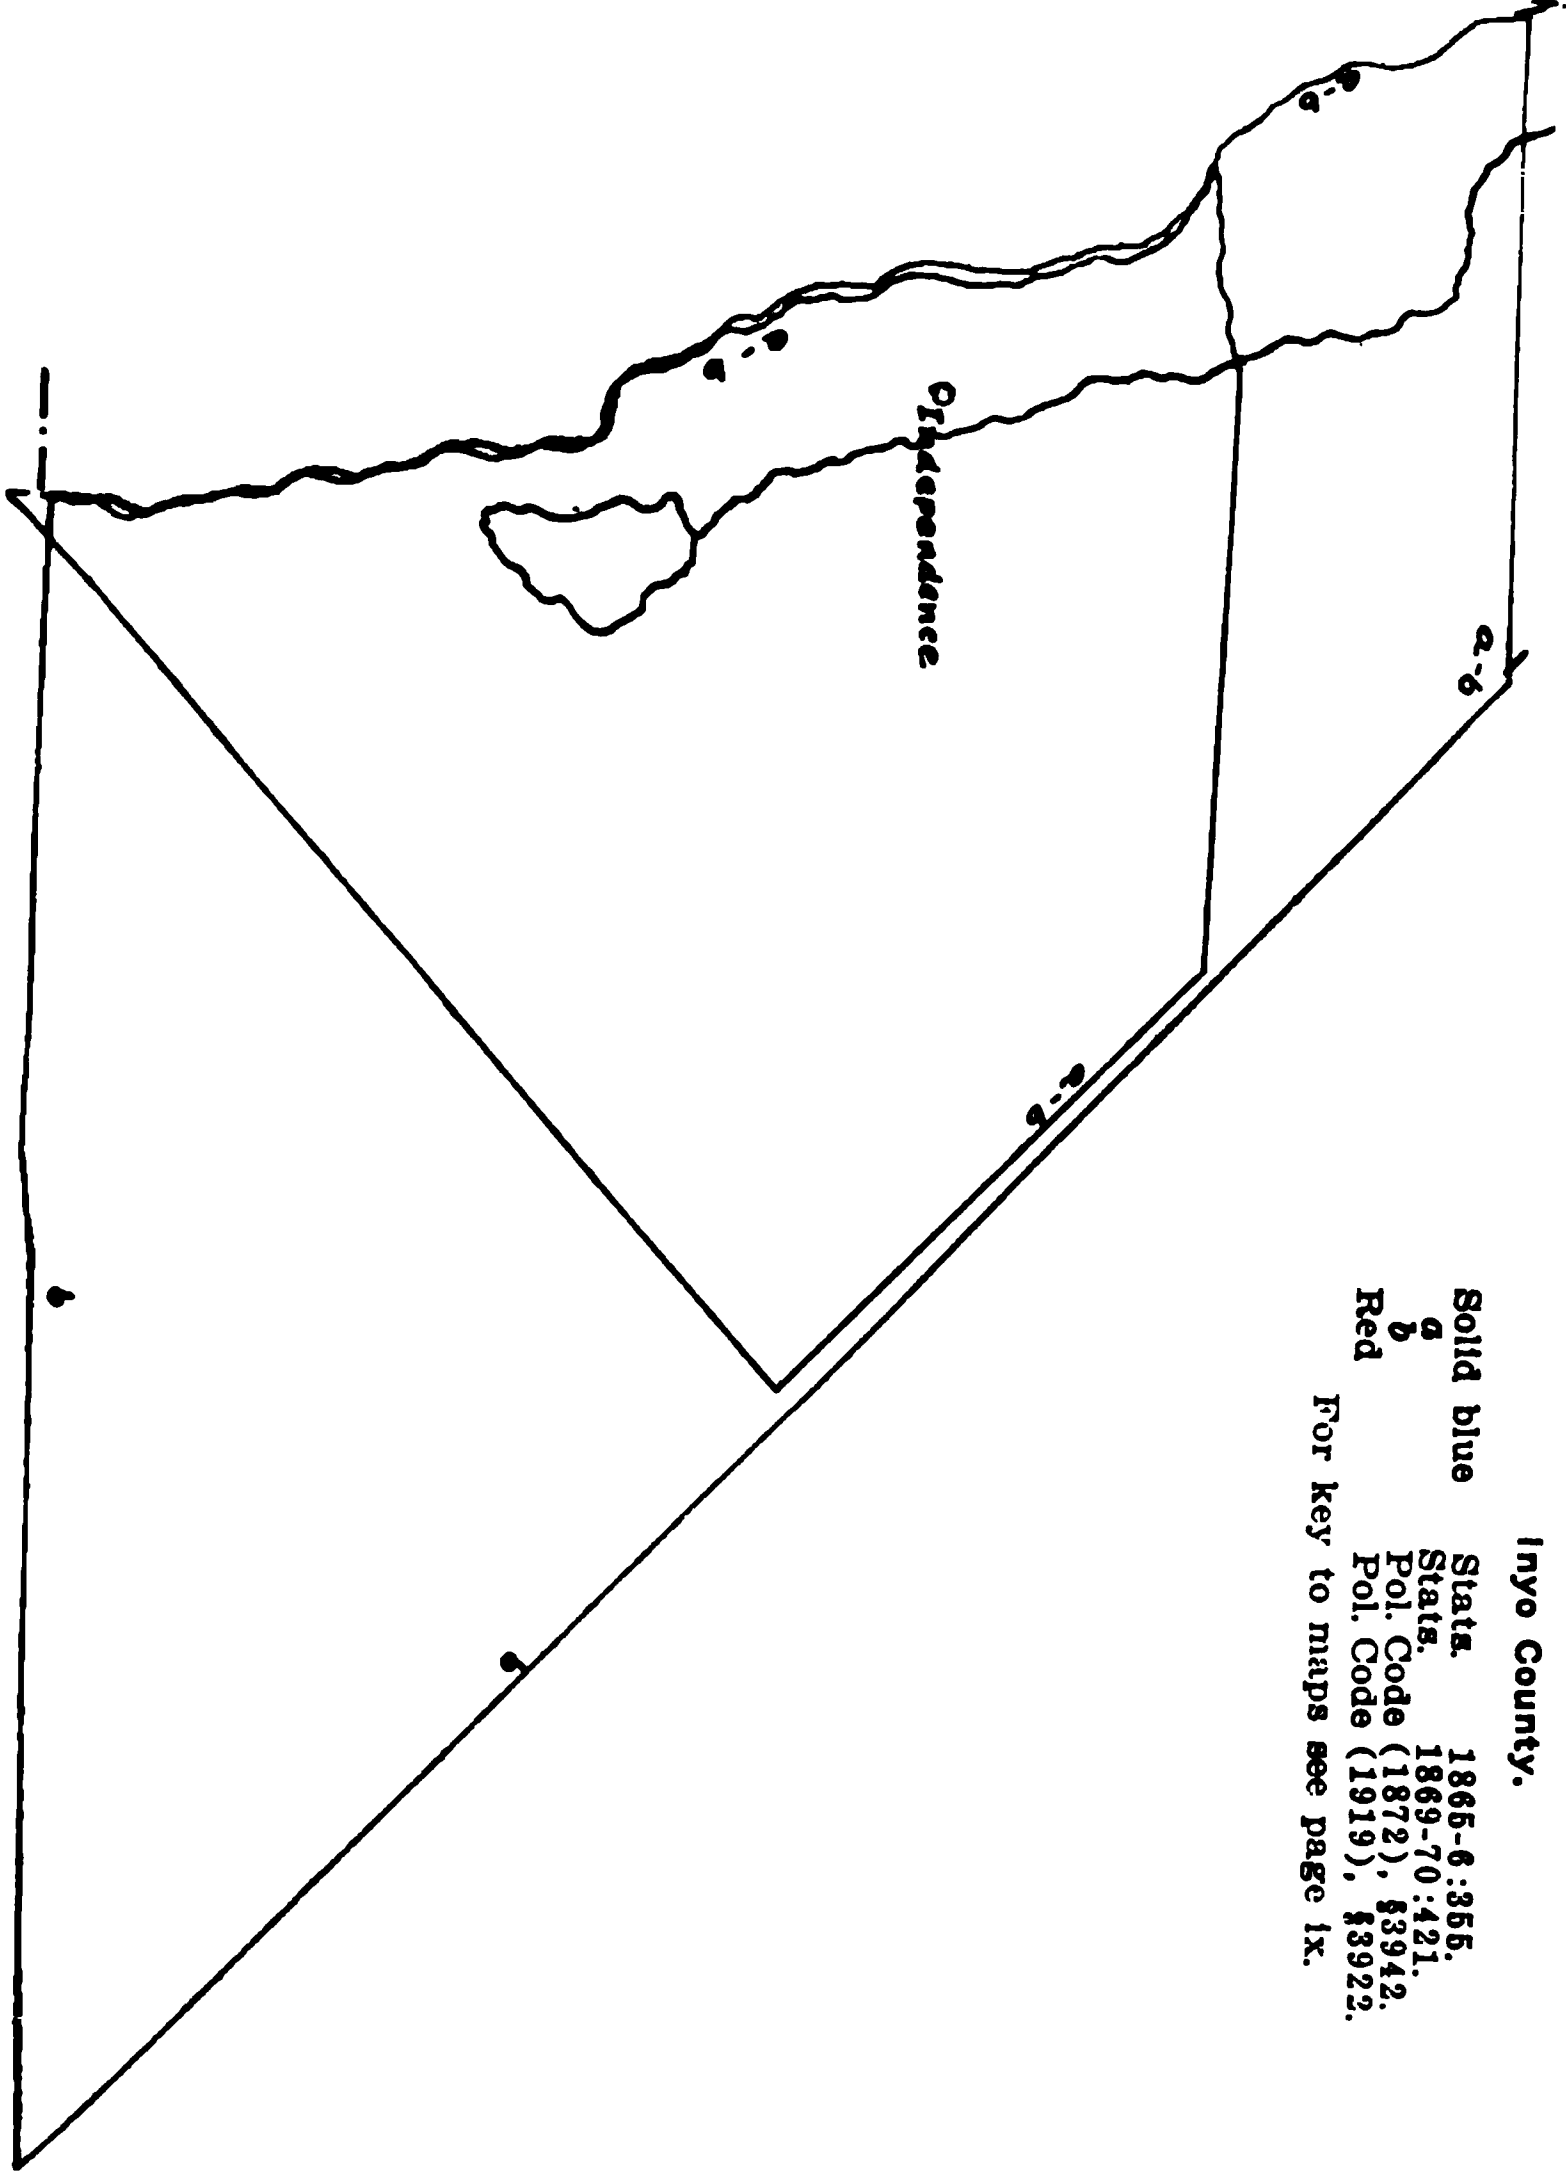 Inyo County.
Solid blue Stats. 1865-6:355.
a Stats. 1869-70:421.
b Pol. Code (1872), §3942.
Red Pol. Code (1919), §3922.
For key to maps see page ix.
a-b
a-b
a-b
Independence
a-b
a
b